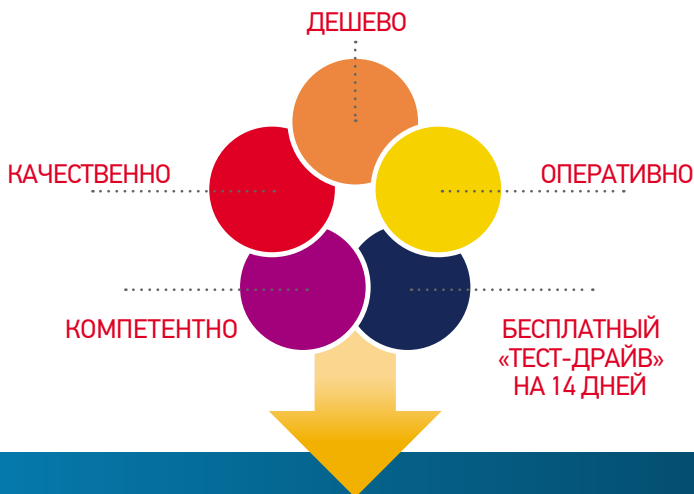 ДЕШЕВО
КАЧЕСТВЕННО
ОПЕРАТИВНО
КОМПЕТЕНТНО
БЕСПЛАТНЫЙ
«ТЕСТ-ДРАЙВ»
НА 14 ДНЕЙ